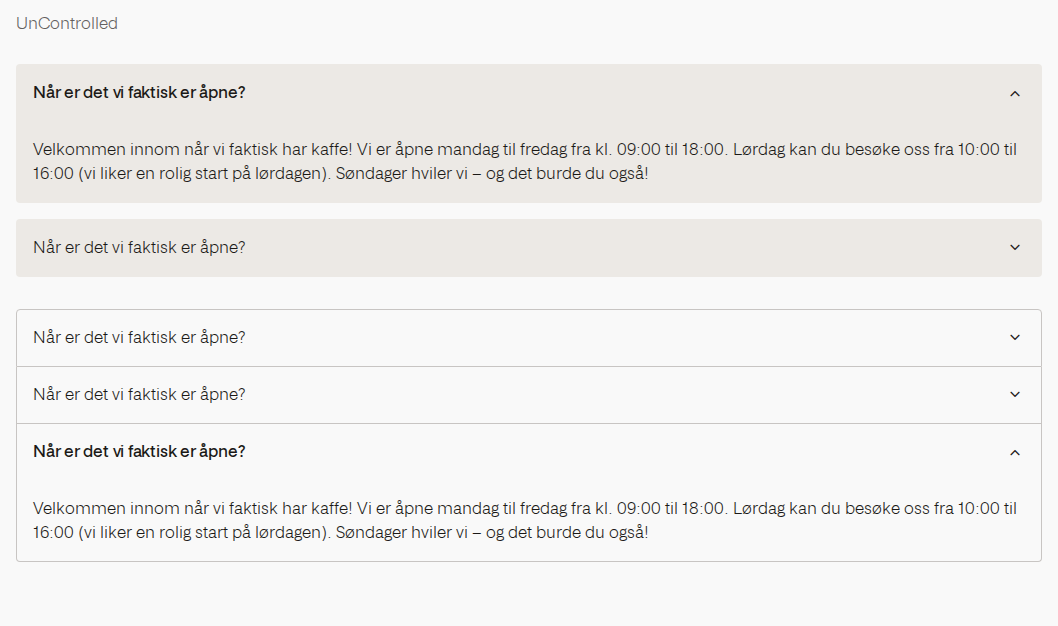 UnControlled
Når er det vi faktisk er åpne?
Velkommen innom når vi faktisk har kaffe! Vi er åpne mandag til fredag fra kl. 09:00 til 18:00. Lørdag kan du besøke oss fra 10:00 til
16:00 (vi liker en rolig start på lørdagen). Søndager hviler vi – og det burde du også!
Når er det vi faktisk er åpne?
Når er det vi faktisk er åpne?
Når er det vi faktisk er åpne?
Når er det vi faktisk er åpne?
Velkommen innom når vi faktisk har kaffe! Vi er åpne mandag til fredag fra kl. 09:00 til 18:00. Lørdag kan du besøke oss fra 10:00 til
16:00 (vi liker en rolig start på lørdagen). Søndager hviler vi – og det burde du også!